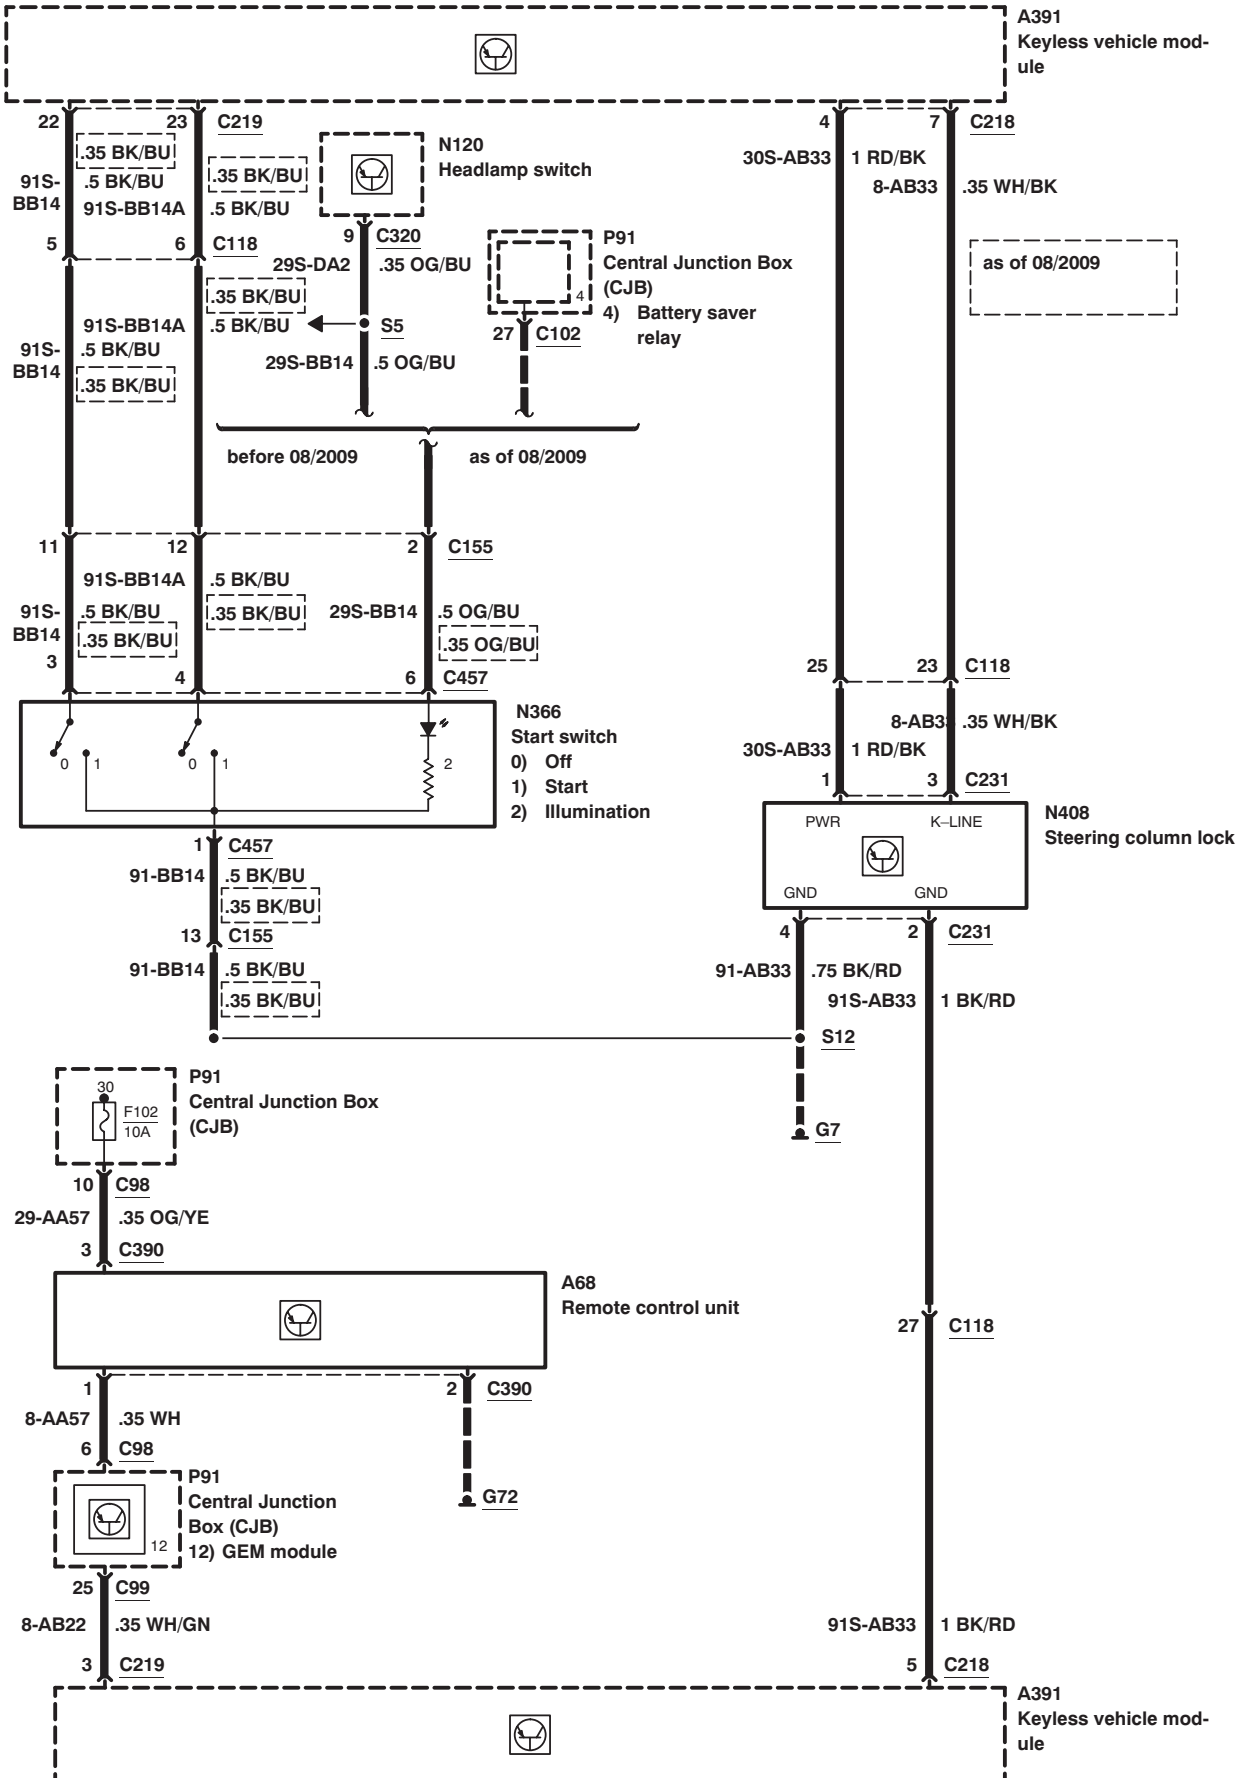 A391
Keyless vehicle mod-
ule
22
23
C219
4
7
C218
.35 BK/BU
N120
Headlamp switch
30S-AB33
1 RD/BK
91S-
BB14
.5 BK/BU
.35 BK/BU
8-AB33
.35 WH/BK
91S-BB14A
.5 BK/BU
5
6
C118
9
C320
P91
Central Junction Box
(CJB)
4) Battery saver
relay
4
29S-DA2
.35 OG/BU
as of 08/2009
.35 BK/BU
91S-BB14A
.5 BK/BU
S5
27
C102
91S-
BB14
.5 BK/BU
.35 BK/BU
29S-BB14
.5 OG/BU
before 08/2009
as of 08/2009
11
12
2
C155
91S-BB14A
.5 BK/BU
91S-
BB14
.5 BK/BU
.35 BK/BU
.35 BK/BU
29S-BB14
.5 OG/BU
.35 OG/BU
3
4
6
C457
25
23
C118
N366
Start switch
0) Off
1) Start
2) Illumination
0
1
0
1
2
8-AB33
.35 WH/BK
30S-AB33
1 RD/BK
1
3
C231
PWR
K–LINE
GND
GND
N408
Steering column lock
1
C457
91-BB14
.5 BK/BU
.35 BK/BU
13
C155
91-BB14
.5 BK/BU
.35 BK/BU
4
2
C231
91-AB33
.75 BK/RD
91S-AB33
1 BK/RD
S12
G7
P91
Central Junction Box
(CJB)
30
F102
10A
10
C98
29-AA57
.35 OG/YE
3
C390
A68
Remote control unit
27
C118
1
2
C390
8-AA57
.35 WH
6
C98
P91
Central Junction
Box (CJB)
12) GEM module
12
G72
25
C99
8-AB22
.35 WH/GN
91S-AB33
1 BK/RD
3
C219
5
C218
A391
Keyless vehicle mod-
ule